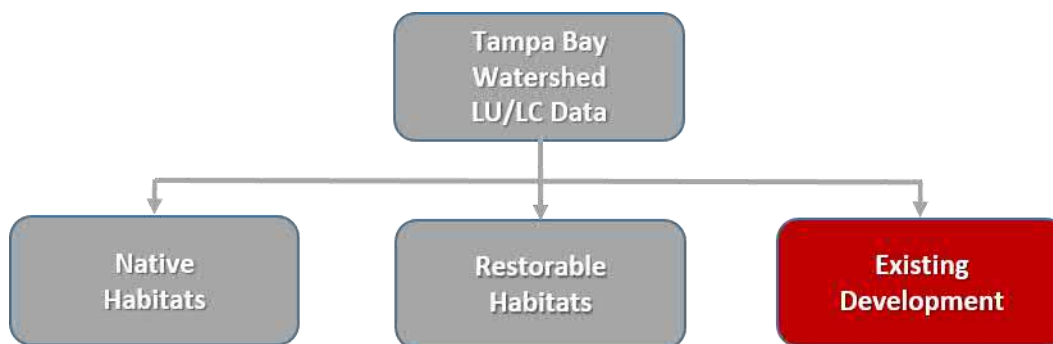 Tampa Bay
Watershed
LU/LC Data
Native
Habitats
Restorable
Habitats
Existing
Development